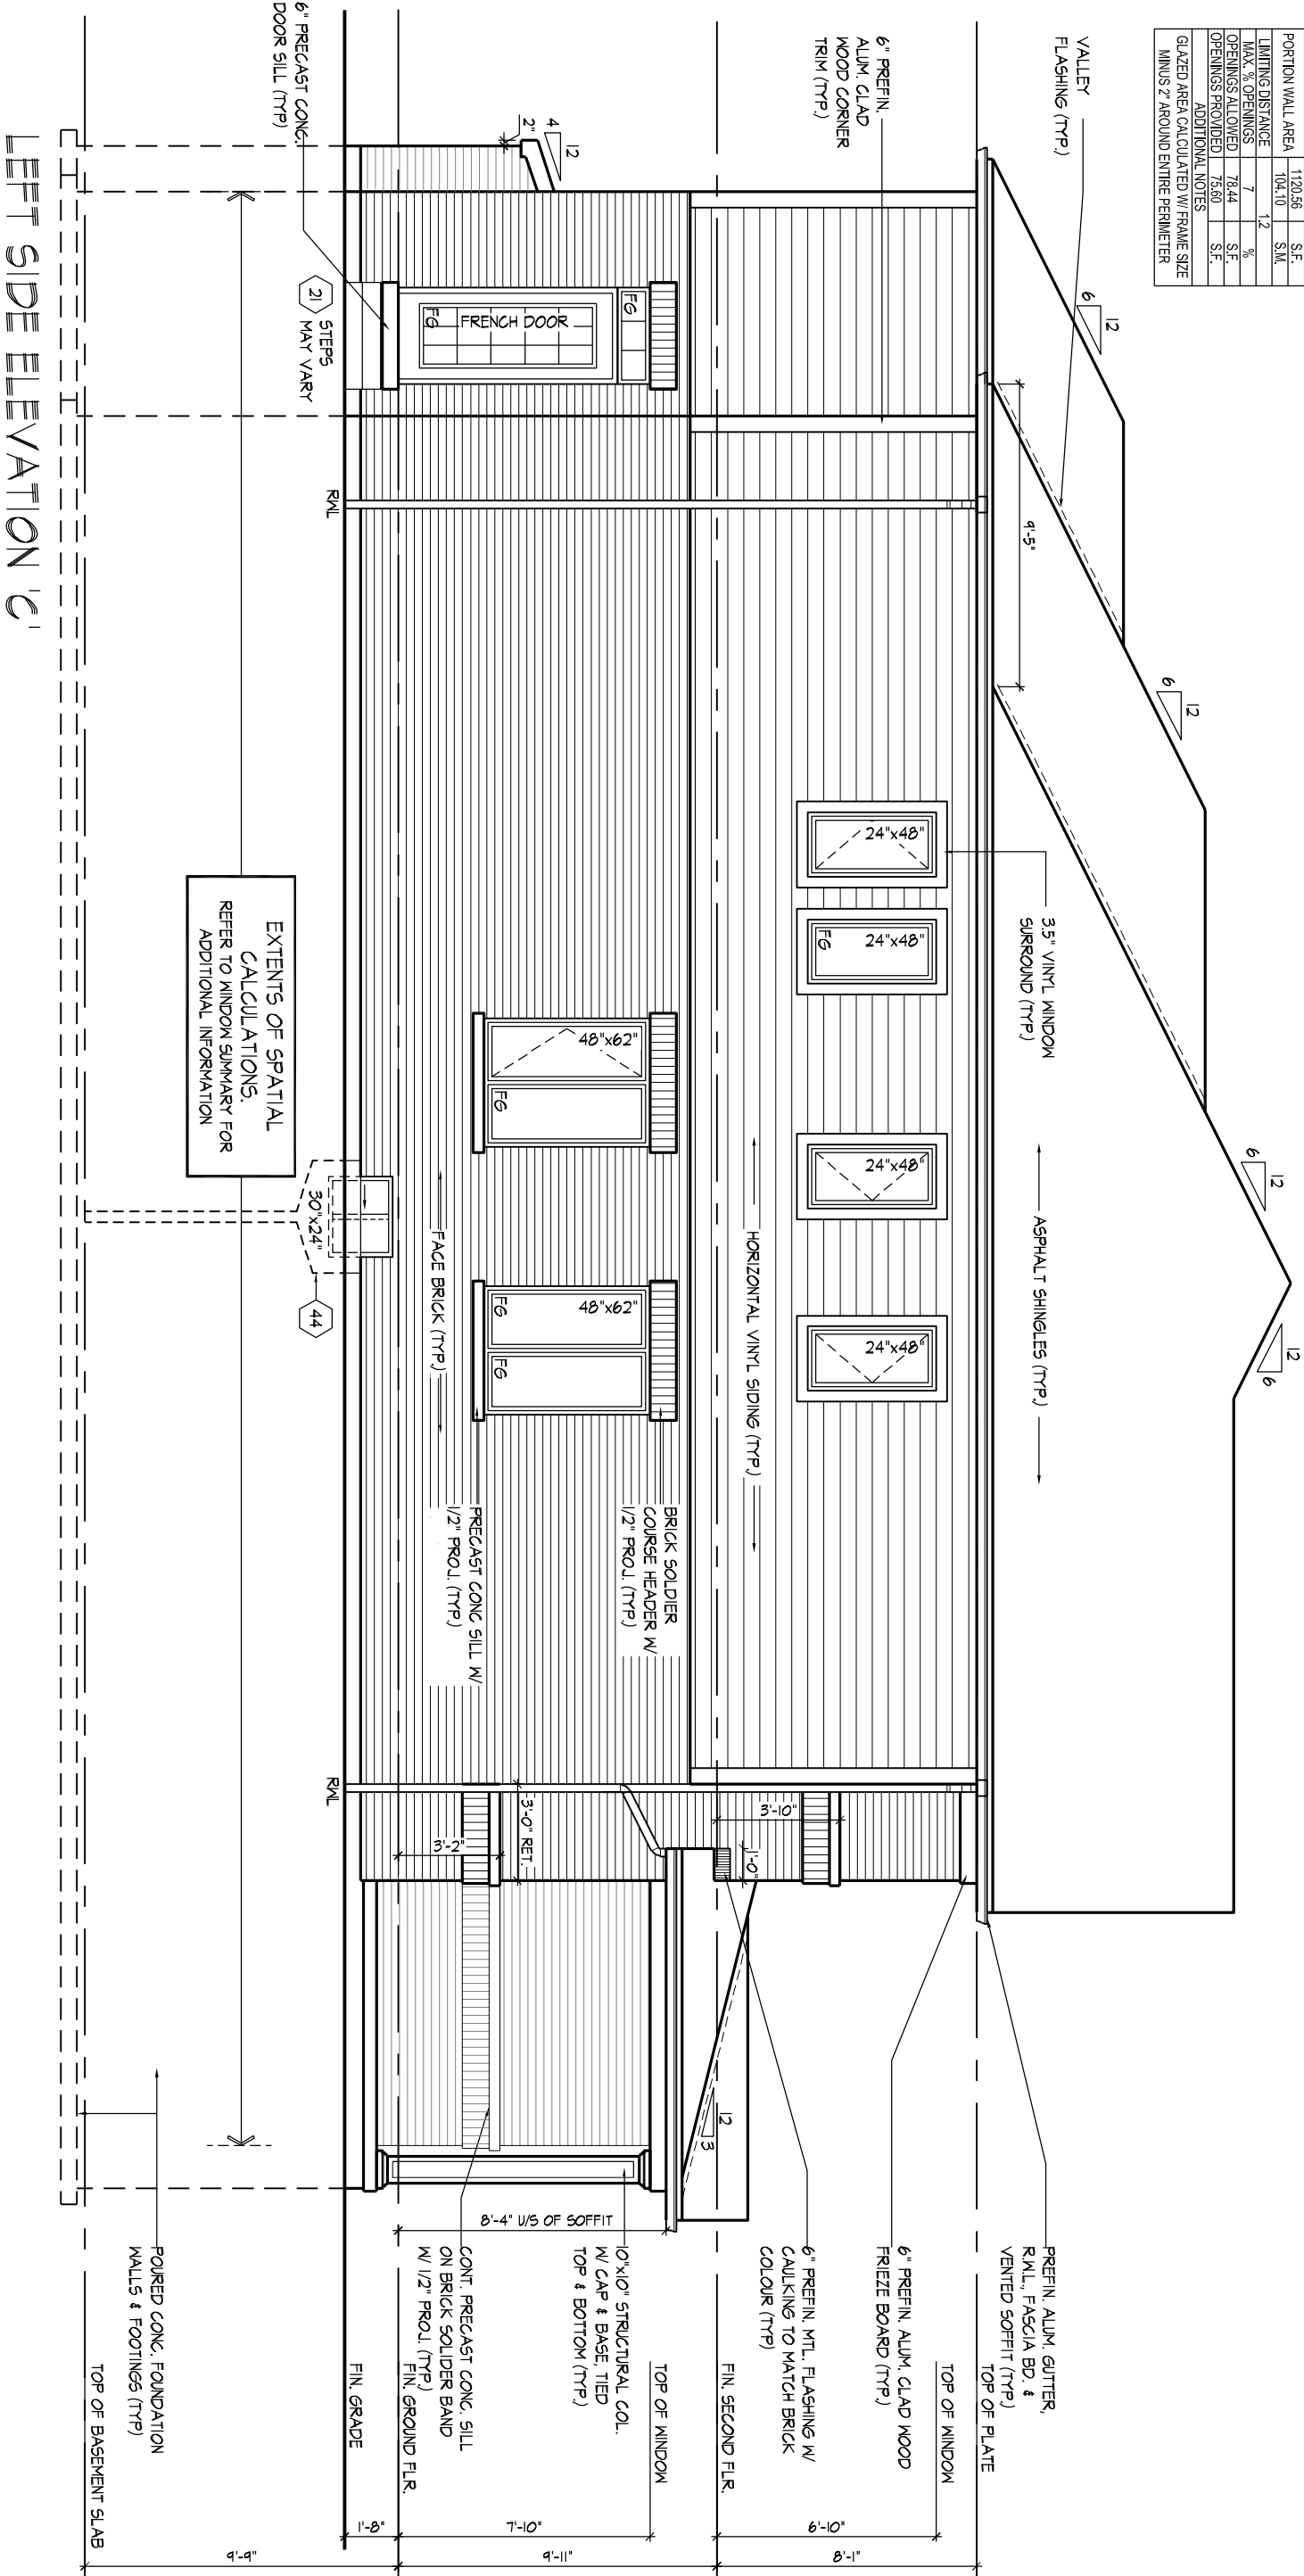 PORTION WALL AREA 1120.56 S.F.
104.10 S.M.
LIMITING DISTANCE 1.2
MAX. % OPENINGS 7 %
OPENINGS ALLOWED 78.44 S.F.
OPENINGS PROVIDED 75.60 S.F.
ADDITIONAL NOTES
GLAZED AREA CALCULATED W/ FRAME SIZE
MINUS 2" AROUND ENTIRE PERIMETER
VALLEY
FLASHING (TYP.)
6" PREFIN.
ALUM. CLAD
WOOD CORNER
TRIM (TYP.)
6" PRECAST CONC.
DOOR SILL (TYP)
12
6
12
6
12
6
12
6
9'-5"
ASPHALT SHINGLES (TYP.)
3.5" VINYL WINDOW
SURROUND (TYP)
24"x48"
24"x48"
FG
24"x48"
24"x48"
HORIZONTAL VINYL SIDING (TYP.)
12
4
2"
FG
FRENCH DOOR
FG
21
STEPS
MAY VARY
RWL
48"x62"
FG
48"x62"
FG
FG
BRICK SOLDIER
COURSE HEADER W/
1/2" PROJ. (TYP.)
PRECAST CONC SILL W/
1/2" PROJ. (TYP.)
FACE BRICK (TYP.)
30"x24"
44
EXTENTS OF SPATIAL
CALCULATIONS.
REFER TO WINDOW SUMMARY FOR
ADDITIONAL INFORMATION
RWL
3'-10"
1'-0"
3'-0" RET.
3'-2"
12
3
8'-4" U/S OF SOFFIT
PREFIN. ALUM. GUTTER,
R.W.L., FASCIA BD. &
VENTED SOFFIT (TYP.)
6" PREFIN. ALUM. CLAD WOOD
FRIEZE BOARD (TYP.)
6" PREFIN. MTL. FLASHING W/
CAULKING TO MATCH BRICK
COLOUR (TYP)
10"x10" STRUCTURAL COL.
W/ CAP & BASE, TIED
TOP & BOTTOM (TYP.)
CONT. PRECAST CONC. SILL
ON BRICK SOLIDER BAND
W/ 1/2" PROJ. (TYP.)
POURED CONC. FOUNDATION
WALLS & FOOTINGS (TYP)
TOP OF PLATE
TOP OF WINDOW
FIN. SECOND FLR.
TOP OF WINDOW
FIN. GROUND FLR.
FIN. GRADE
TOP OF BASEMENT SLAB
6'-10"
8'-1"
7'-10"
9'-11"
1'-8"
9'-9"
LEFT SIDE ELEVATION 'C'